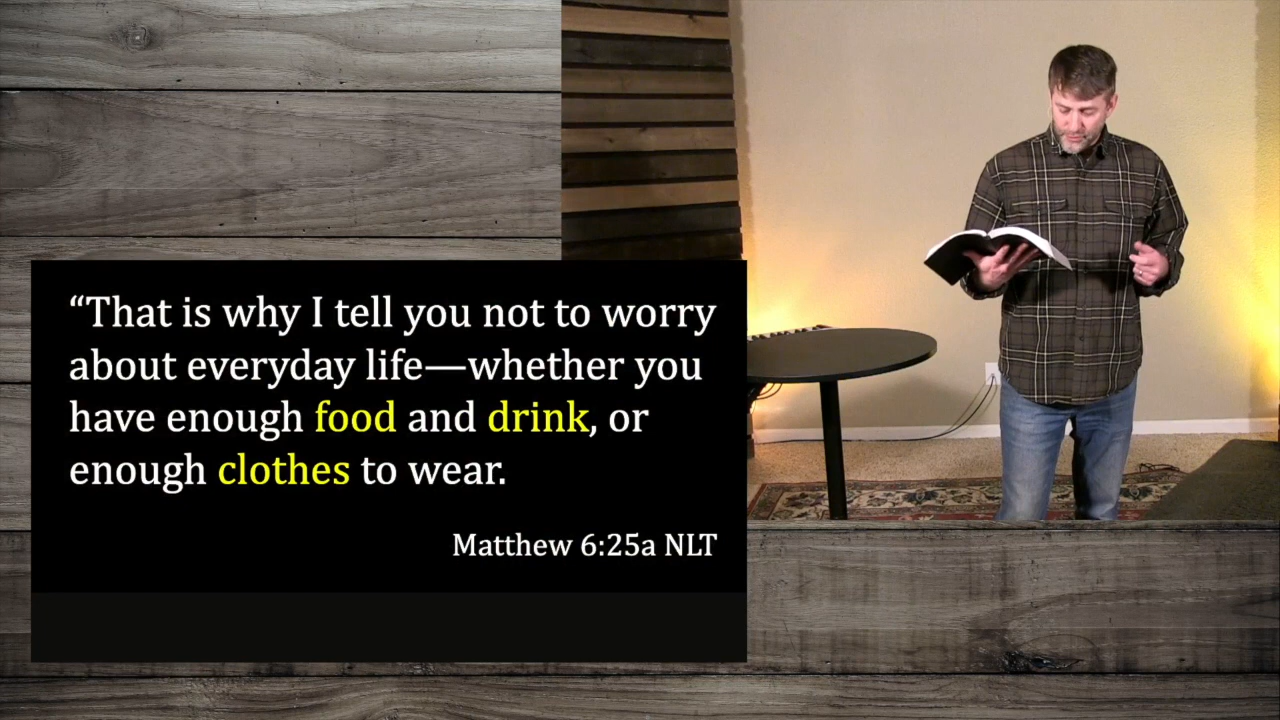 “That is why I tell you not to worry
about everyday life—whether you
have enough food and drink, or
enough clothes to wear.
Matthew 6:25a NLT